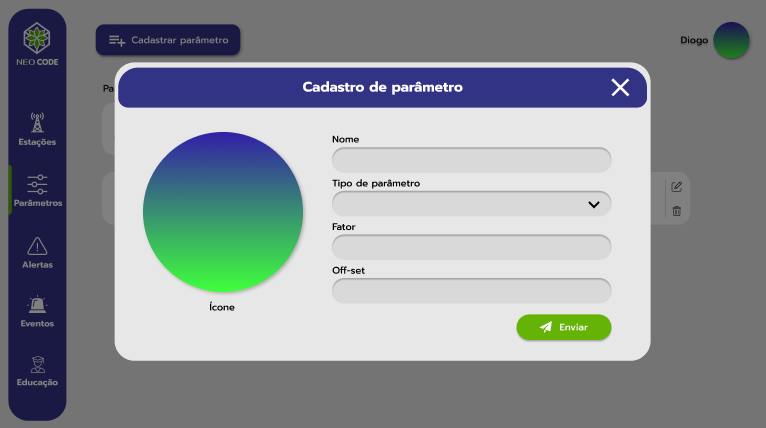 NEO CODE
Estações
Parâmetros
Alertas
Eventos
Educação
Cadastrar parâmetro
Diogo
Pa
Cadastro de parâmetro
Ícone
Nome
Tipo de parâmetro
Fator
Off-set
Enviar